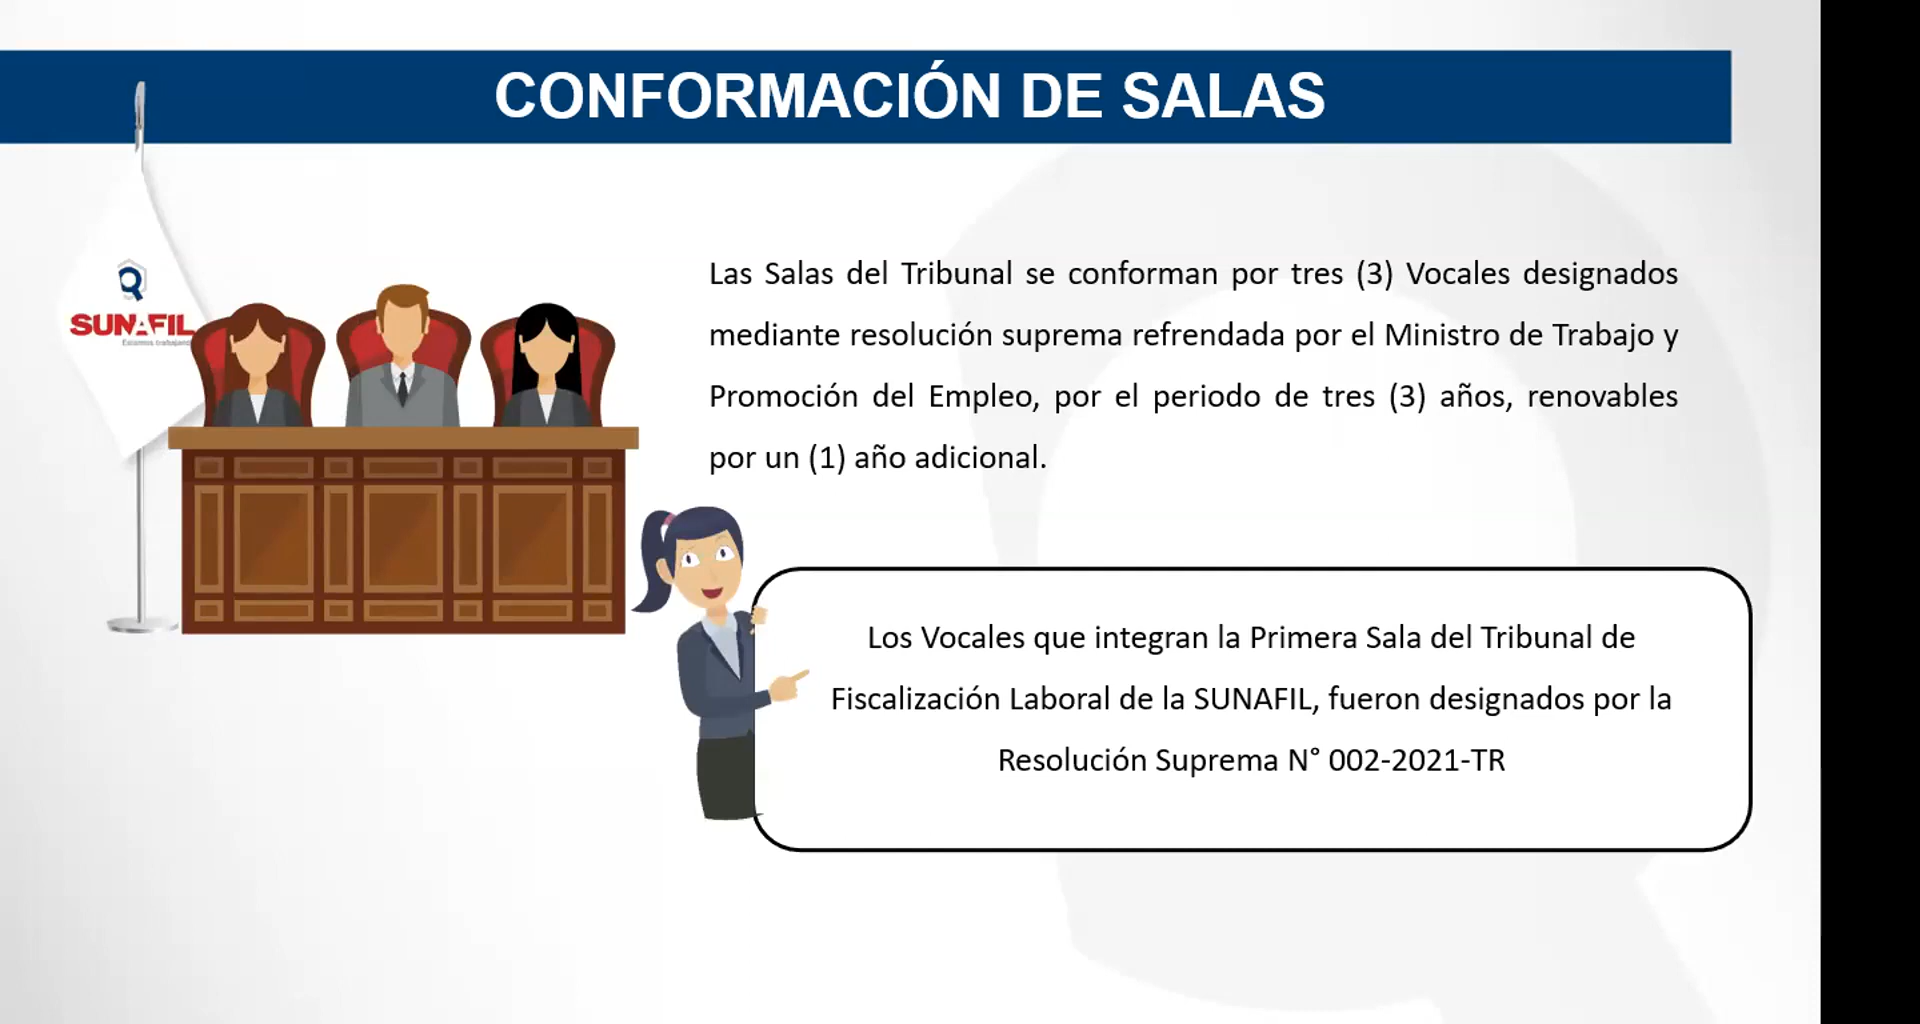 CONFORMACIÓN DE SALAS
SUNAFIL
Estamos trabajando
Las Salas del Tribunal se conforman por tres (3) Vocales designados
mediante resolución suprema refrendada por el Ministro de Trabajo y
Promoción del Empleo, por el periodo de tres (3) años, renovables
por un (1) año adicional.
Los Vocales que integran la Primera Sala del Tribunal de
Fiscalización Laboral de la SUNAFIL, fueron designados por la
Resolución Suprema N° 002-2021-TR